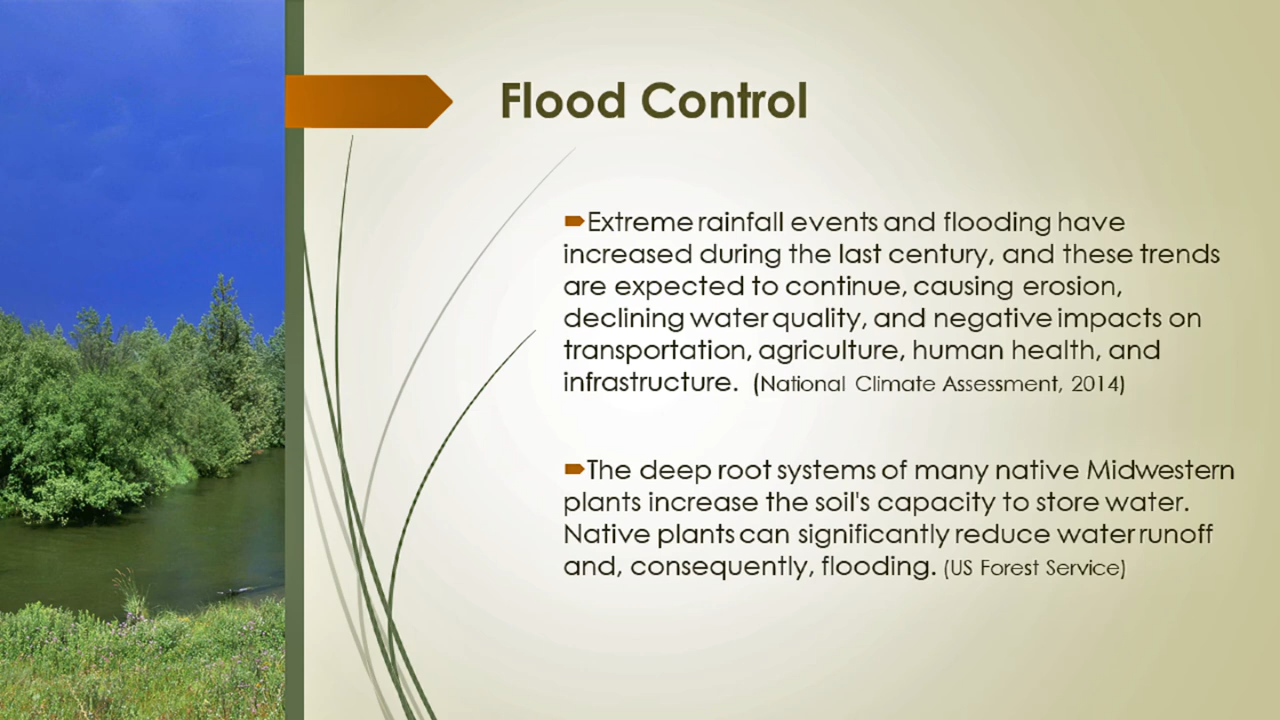 Flood Control
Extreme rainfall events and flooding have
increased during the last century, and these trends
are expected to continue, causing erosion,
declining water quality, and negative impacts on
transportation, agriculture, human health, and
infrastructure. (National Climate Assessment, 2014)
The deep root systems of many native Midwestern
plants increase the soil's capacity to store water.
Native plants can significantly reduce water runoff
and, consequently, flooding. (US Forest Service)